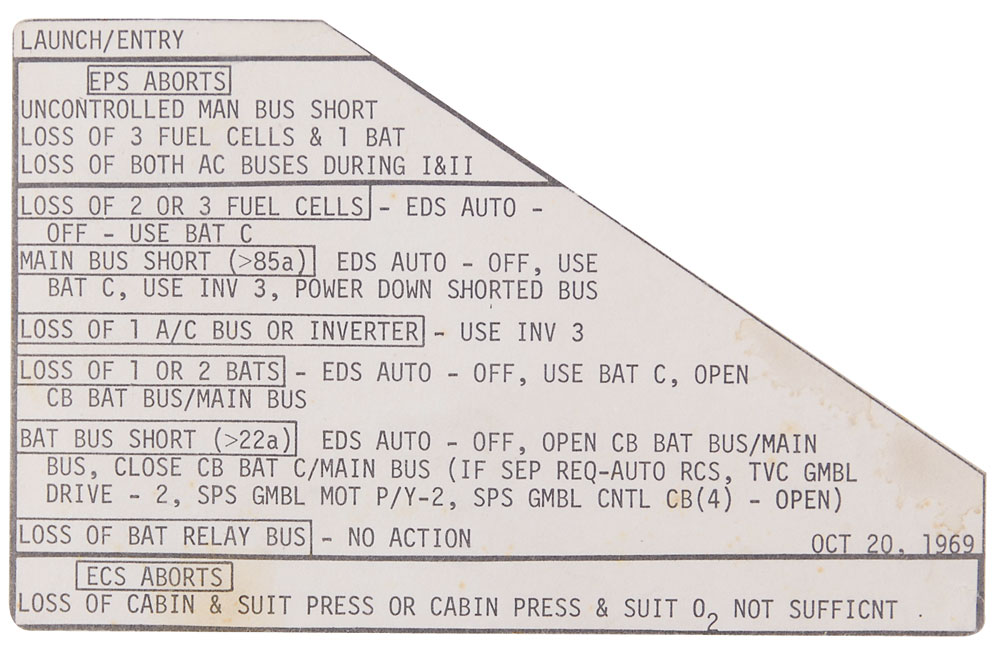 LAUNCH/ENTRY
EPS ABORTS
UNCONTROLLED MAN BUS SHORT
LOSS OF 3 FUEL CELLS & 1 BAT
LOSS OF BOTH AC BUSES DURING I&II
LOSS OF 2 OR 3 FUEL CELLS - EDS AUTO -
OFF - USE BAT C
MAIN BUS SHORT (>85a) EDS AUTO - OFF, USE
BAT C, USE INV 3, POWER DOWN SHORTED BUS
LOSS OF 1 A/C BUS OR INVERTER - USE INV 3
LOSS OF 1 OR 2 BATS - EDS AUTO - OFF, USE BAT C, OPEN
CB BAT BUS/MAIN BUS
BAT BUS SHORT (>22a) EDS AUTO - OFF, OPEN CB BAT BUS/MAIN
BUS, CLOSE CB BAT C/MAIN BUS (IF SEP REQ-AUTO RCS, TVC GMBL
DRIVE - 2, SPS GMBL MOT P/Y-2, SPS GMBL CNTL CB(4) - OPEN)
LOSS OF BAT RELAY BUS - NO ACTION
OCT 20, 1969
ECS ABORTS
LOSS OF CABIN & SUIT PRESS OR CABIN PRESS & SUIT O₂ NOT SUFFICNT .